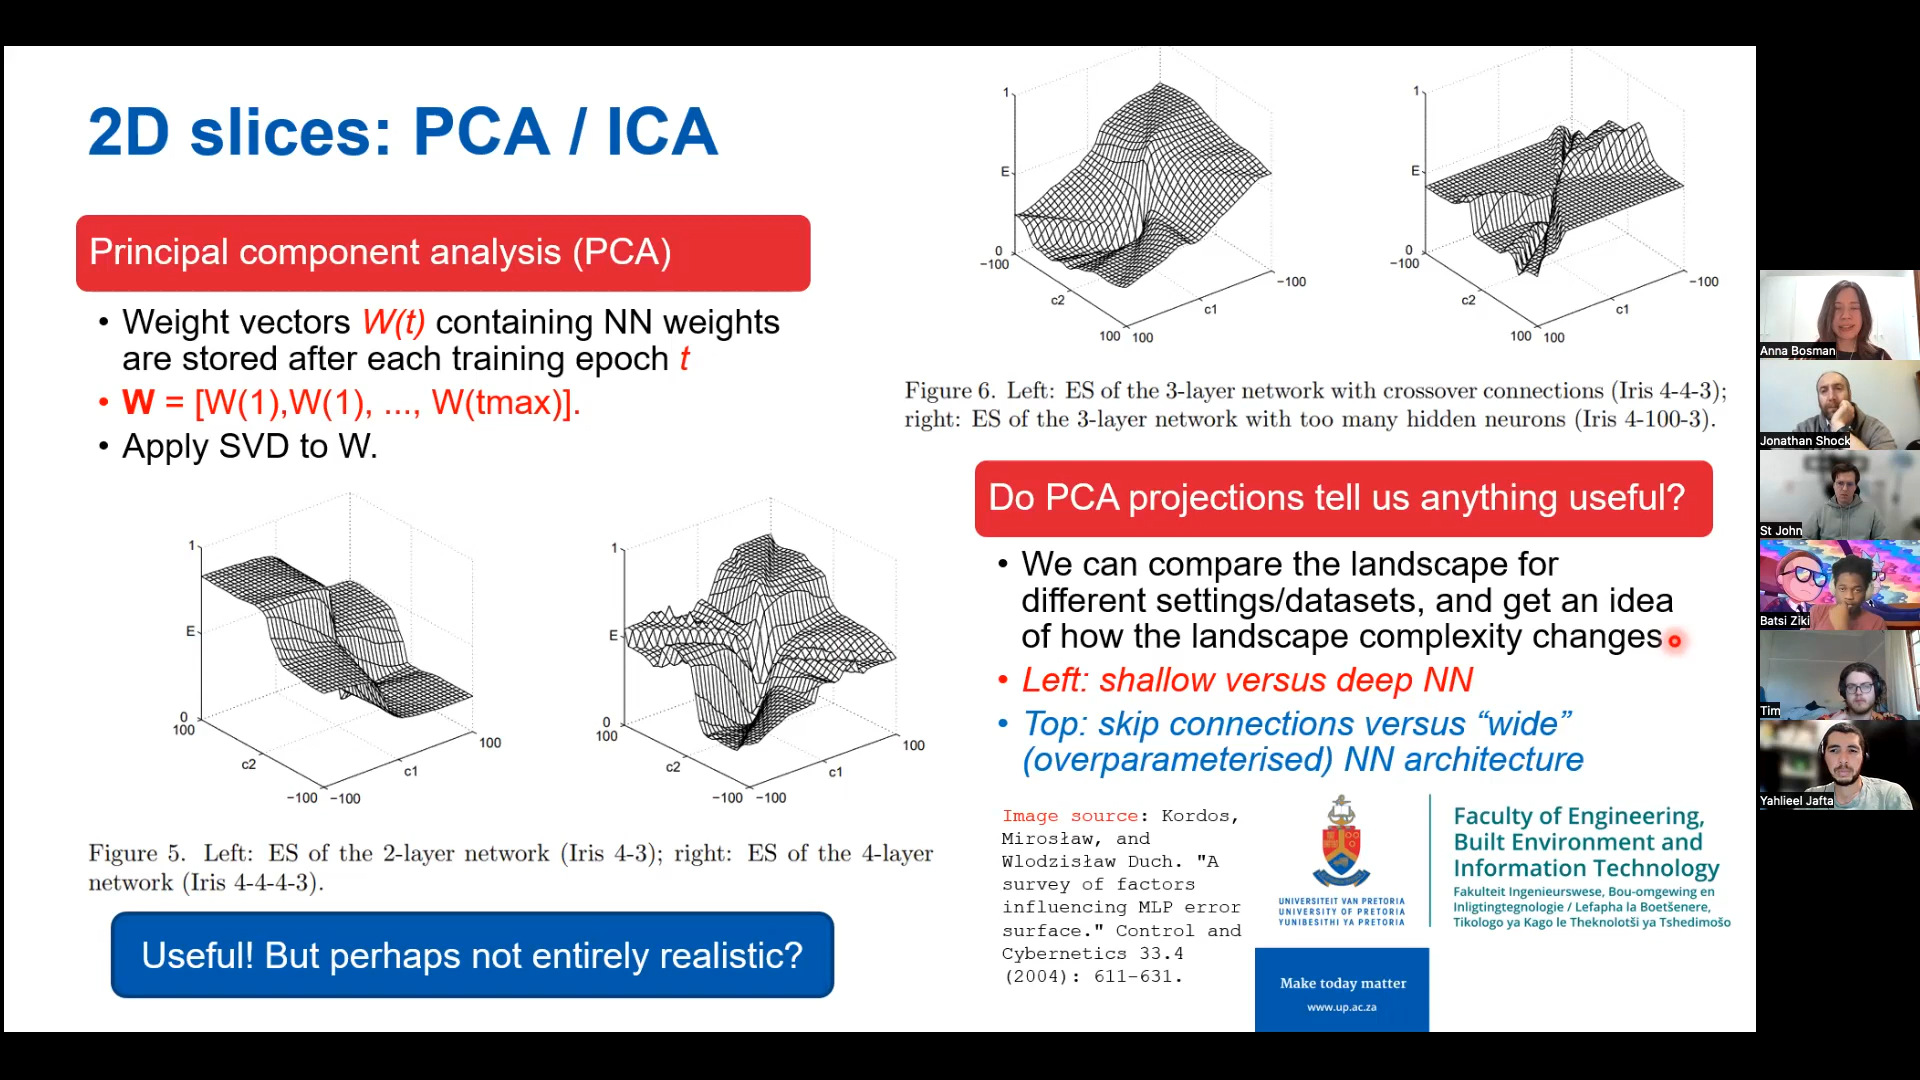 2D slices: PCA / ICA
Principal component analysis (PCA)
• Weight vectors W(t) containing NN weights
are stored after each training epoch t
• W = [W(1),W(1), ..., W(tmax)].
• Apply SVD to W.
1
E
0
100
c2
-100
-100
c1
100
1
E
0
100
c2
-100
-100
c1
100
Figure 5. Left: ES of the 2-layer network (Iris 4-3); right: ES of the 4-layer
network (Iris 4-4-4-3).
Useful! But perhaps not entirely realistic?
1
E
0
-100
c2
100
100
c1
-100
1
E
0
-100
c2
100
100
c1
-100
Figure 6. Left: ES of the 3-layer network with crossover connections (Iris 4-4-3);
right: ES of the 3-layer network with too many hidden neurons (Iris 4-100-3).
Do PCA projections tell us anything useful?
• We can compare the landscape for
different settings/datasets, and get an idea
of how the landscape complexity changes
• Left: shallow versus deep NN
• Top: skip connections versus “wide”
(overparameterised) NN architecture
Image source: Kordos,
Mirosław, and
Wlodzisław Duch. "A
survey of factors
influencing MLP error
surface." Control and
Cybernetics 33.4
(2004): 611-631.
UNIVERSITEIT VAN PRETORIA
UNIVERSITY OF PRETORIA
YUNIBESITHI YA PRETORIA
Faculty of Engineering,
Built Environment and
Information Technology
Fakulteit Ingenieurswese, Bou-omgewing en
Inligtingtegnologie / Lefapha la Boetšenere,
Tikologo ya Kago le Theknolotši ya Tshedimošo
Make today matter
www.up.ac.za
Anna Bosman
Jonathan Shock
St John
Batsi Ziki
Tim
Yahlieel Jafta